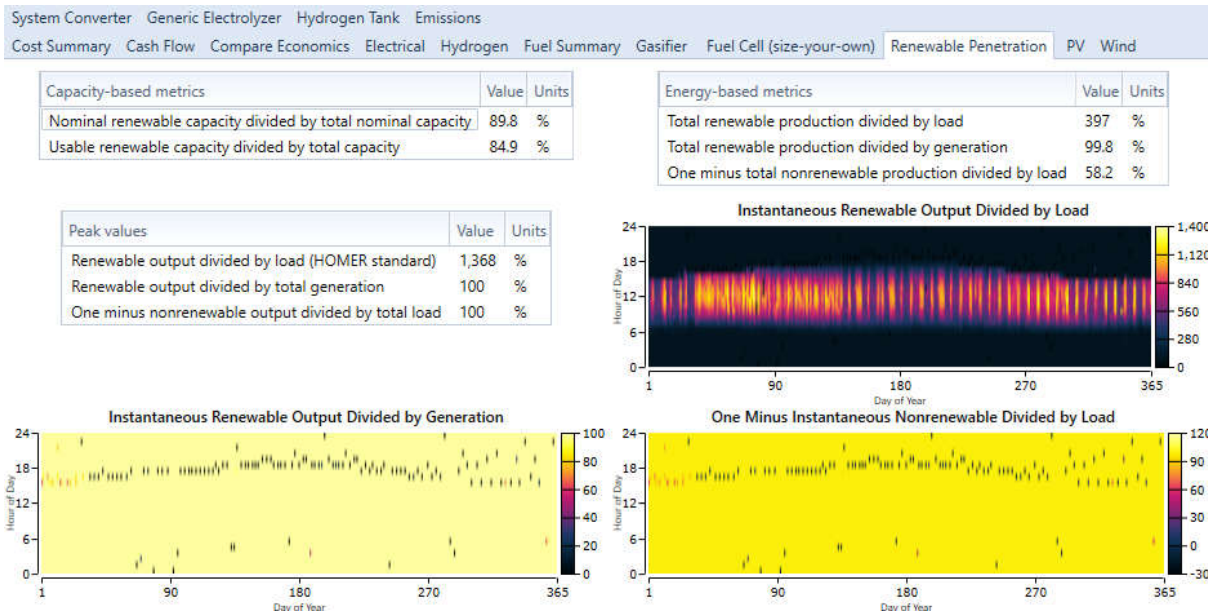 System Converter Generic Electrolyzer Hydrogen Tank Emissions
Cost Summary Cash Flow Compare Economics Electrical Hydrogen Fuel Summary Gasifier Fuel Cell (size-your-own) Renewable Penetration PV Wind
Capacity-based metrics Value Units
Nominal renewable capacity divided by total nominal capacity 89.8 %
Usable renewable capacity divided by total capacity 84.9 %
Energy-based metrics Value Units
Total renewable production divided by load 397 %
Total renewable production divided by generation 99.8 %
One minus total nonrenewable production divided by load 58.2 %
Peak values Value Units
Renewable output divided by load (HOMER standard) 1,368 %
Renewable output divided by total generation 100 %
One minus nonrenewable output divided by total load 100 %
Instantaneous Renewable Output Divided by Load
24
18
12
6
0
Hour of Day
1 90 180 270 365
Day of Year
1,400
1,120
840
560
280
0
Instantaneous Renewable Output Divided by Generation
24
18
12
6
0
Hour of Day
1 90 180 270 365
Day of Year
100
80
60
40
20
0
One Minus Instantaneous Nonrenewable Divided by Load
24
18
12
6
0
Hour of Day
1 90 180 270 365
Day of Year
120
90
60
30
0
-30